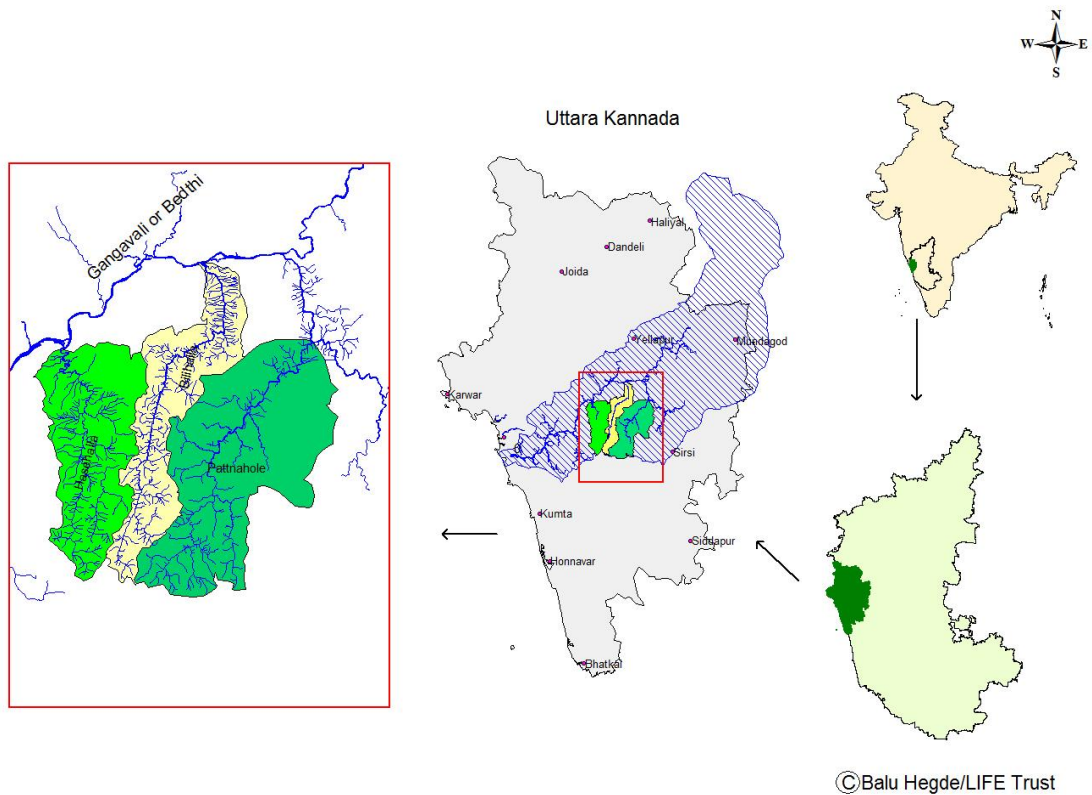 N
W E
S
Uttara Kannada
Gangavali or Bedthi
Bilihalla
Pattnahole
Haliyal
Dandeli
Joida
Yellapur
Mundagod
Karwar
Sirsi
Kumta
Siddapur
Honnavar
Bhatkal
©Balu Hegde/LIFE Trust